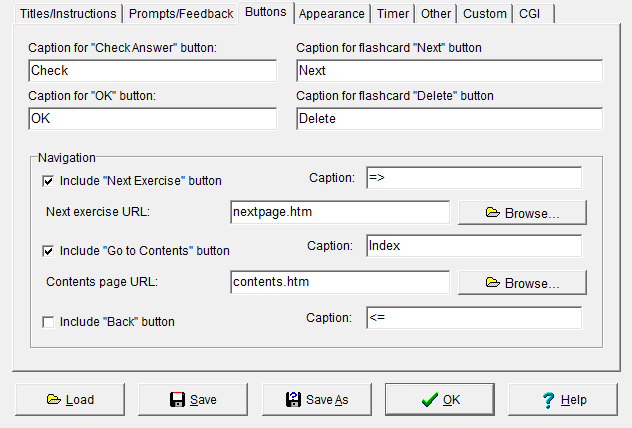 Titles/Instructions Prompts/Feedback Buttons Appearance Timer Other Custom CGI
Caption for "Check Answer" button: Caption for flashcard "Next" button
Check Next
Caption for "OK" button: Caption for flashcard "Delete" button
OK Delete
Navigation
Include "Next Exercise" button Caption: =>
Next exercise URL: nextpage.htm Browse...
Include "Go to Contents" button Caption: Index
Contents page URL: contents.htm Browse...
Include "Back" button Caption: <=
Load Save Save As OK Help